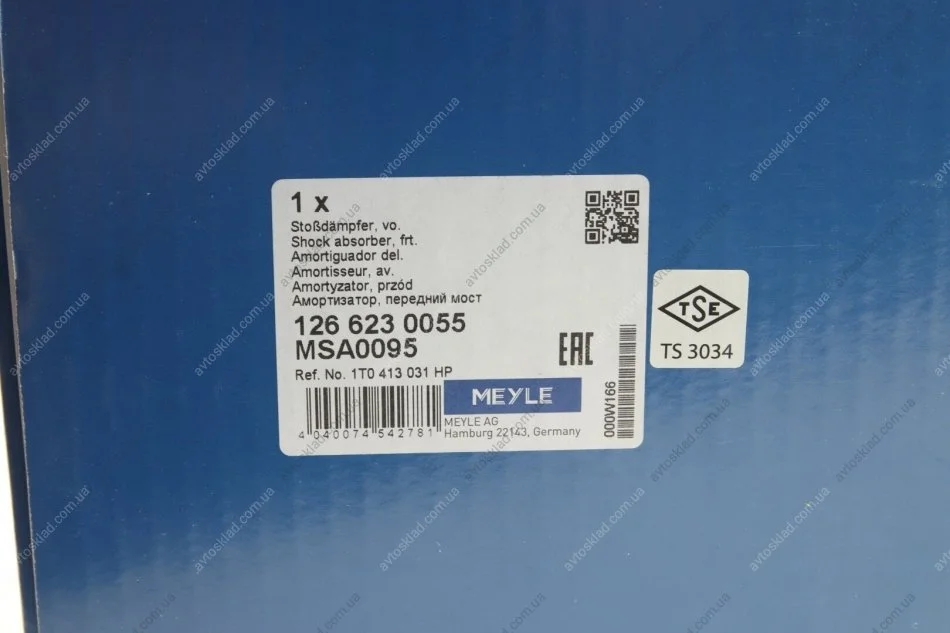 1 x
Stoßdämpfer, vo.
Shock absorber, frt.
Amortiguador del.
Amortisseur, av.
Amortyzator, przód
Амортизатор, передний мост
126 623 0055
MSA0095
Ref. No. 1T0 413 031 HP
EAC
MEYLE
MEYLE AG
Hamburg 22143, Germany
4 040074 542781
000W166
TSE
TS 3034
avtosklad.com.ua